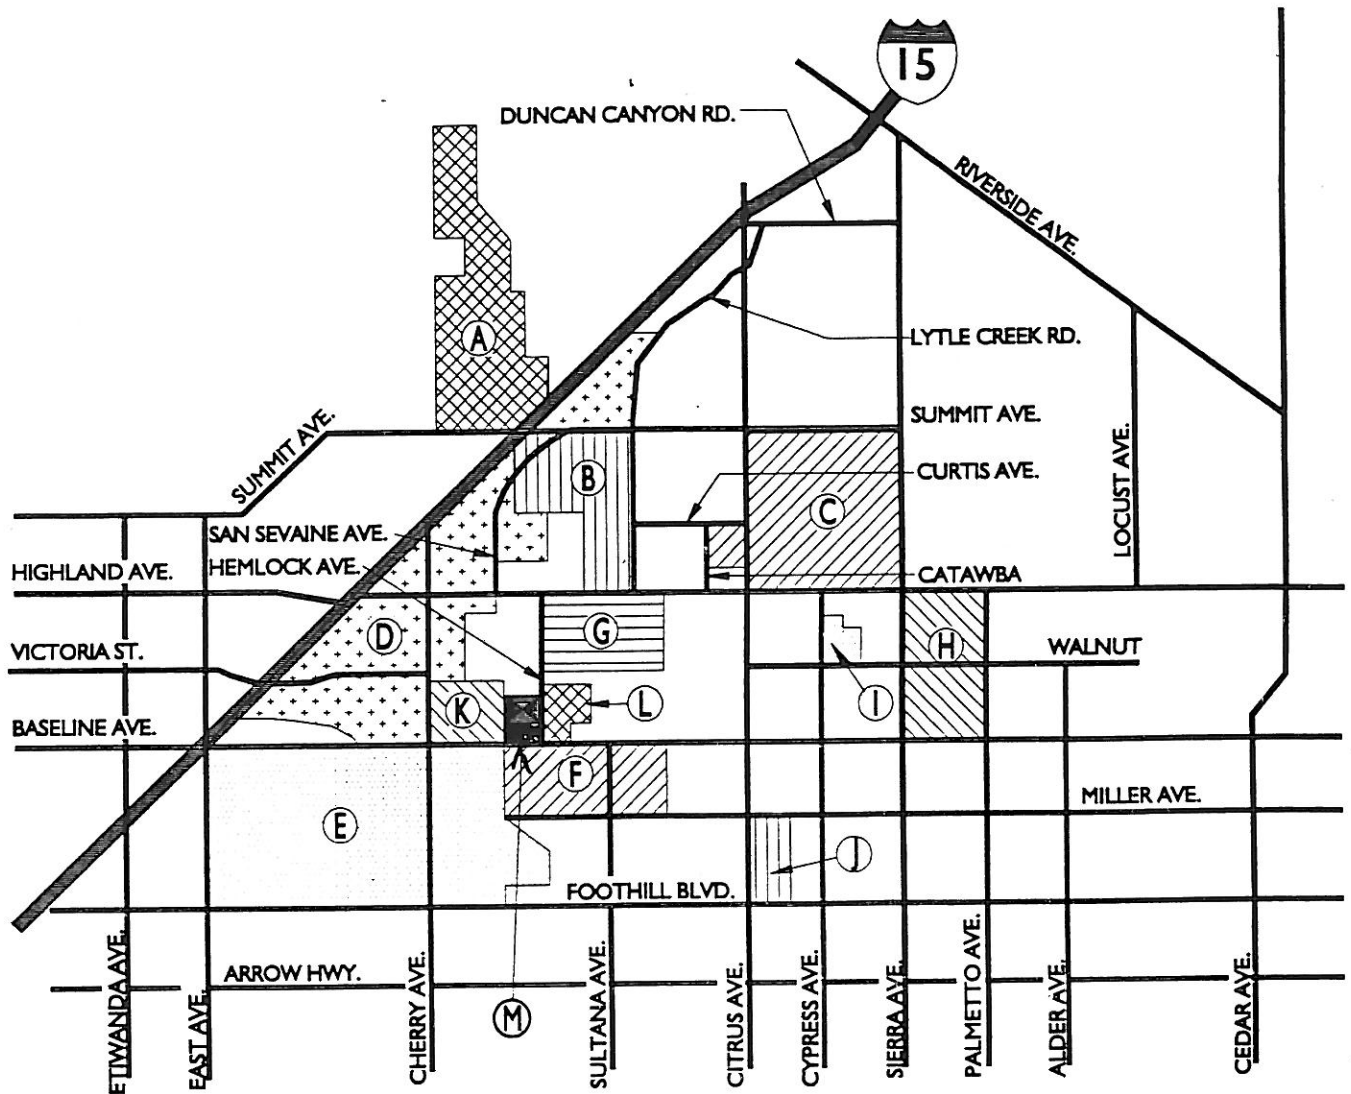 15
DUNCAN CANYON RD.
RIVERSIDE AVE.
A
LYTLE CREEK RD.
SUMMIT AVE.
SUMMIT AVE.
LOCUST AVE.
B
CURTIS AVE.
C
SAN SEVAINE AVE.
HIGHLAND AVE.
HEMLOCK AVE.
CATAWBA
D
G
H
VICTORIA ST.
WALNUT
K
L
I
BASELINE AVE.
F
MILLER AVE.
E
J
FOOTHILL BLVD.
ARROW HWY.
M
ETIWANDA AVE.
EAST AVE.
CHERRY AVE.
SULTANA AVE.
CITRUS AVE.
CYPRESS AVE.
SIERRA AVE.
PALMETTO AVE.
ALDER AVE.
CEDAR AVE.